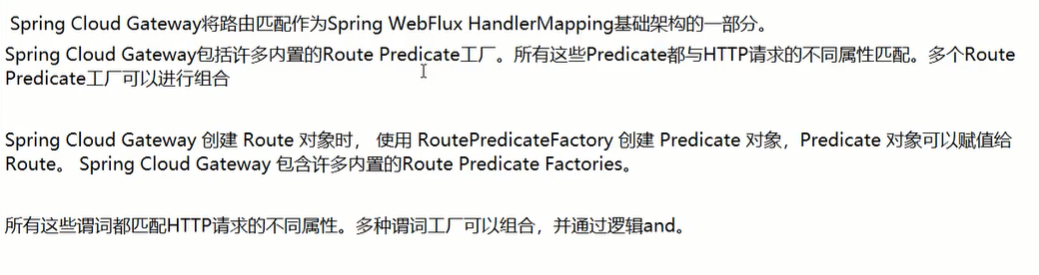 Spring Cloud Gateway将路由匹配作为Spring WebFlux HandlerMapping基础架构的一部分。
Spring Cloud Gateway包括许多内置的Route Predicate工厂。所有这些Predicate都与HTTP请求的不同属性匹配。多个Route
Predicate工厂可以进行组合
Spring Cloud Gateway 创建 Route 对象时， 使用 RoutePredicateFactory 创建 Predicate 对象，Predicate 对象可以赋值给
Route。 Spring Cloud Gateway 包含许多内置的Route Predicate Factories。
所有这些谓词都匹配HTTP请求的不同属性。多种谓词工厂可以组合，并通过逻辑and。